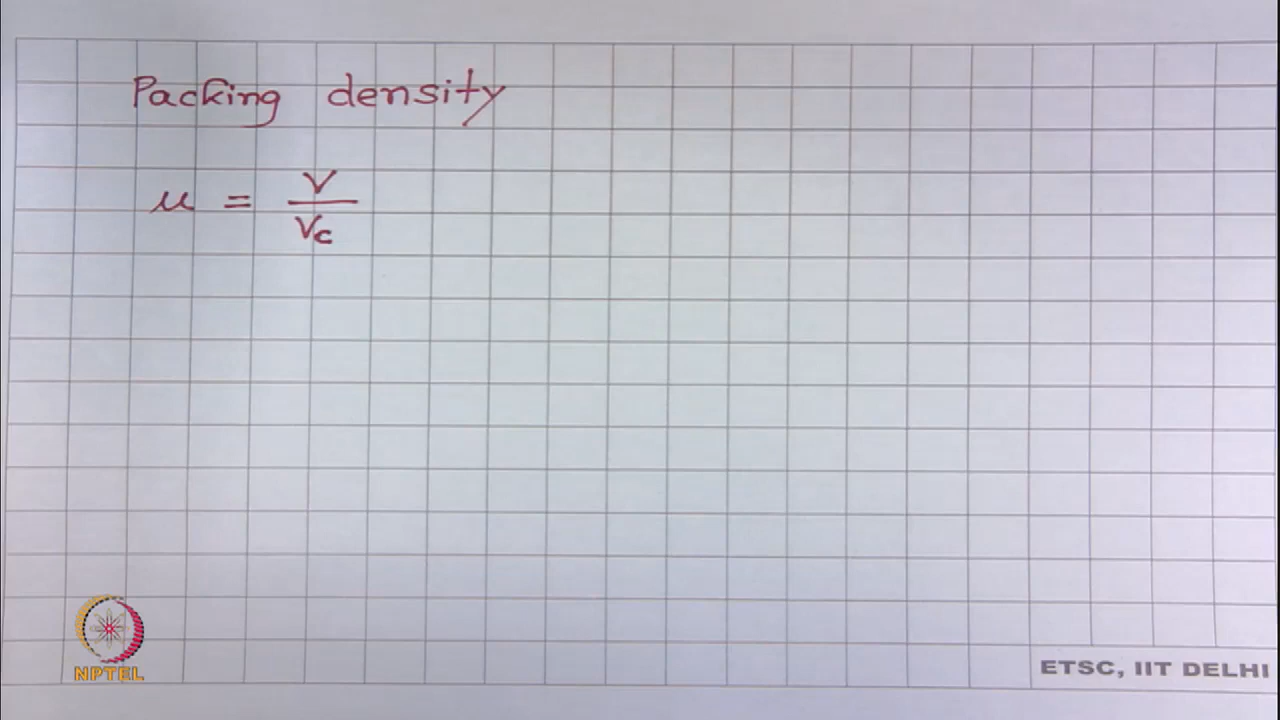 Packing density
μ = V / Vc
NPTEL
ETSC, IIT DELHI